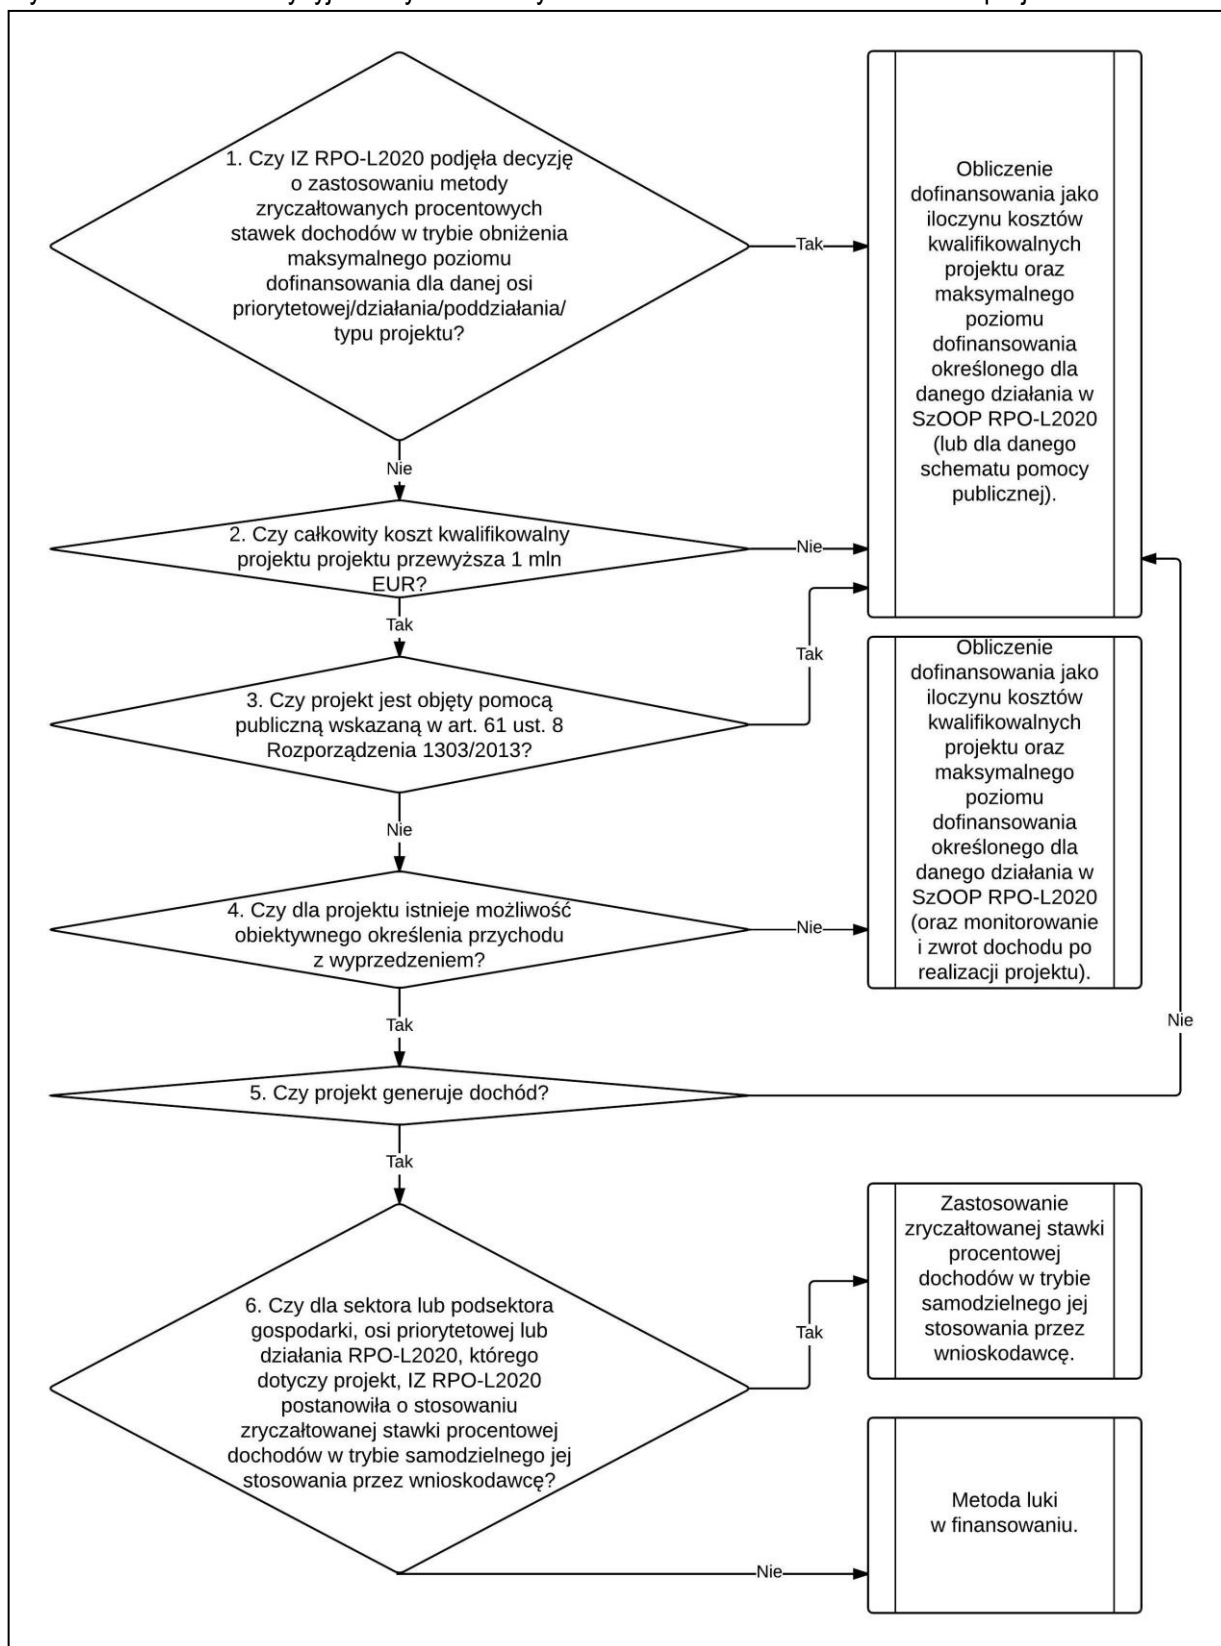 1. Czy IZ RPO-L2020 podjęła decyzję
o zastosowaniu metody
zryczałtowanych procentowych
stawek dochodów w trybie obniżenia
maksymalnego poziomu
dofinansowania dla danej osi
priorytetowej/działania/poddziałania/
typu projektu?
Tak
Obliczenie
dofinansowania jako
iloczynu kosztów
kwalifikowalnych
projektu oraz
maksymalnego
poziomu
dofinansowania
określonego dla
danego działania w
SzOOP RPO-L2020
(lub dla danego
schematu pomocy
publicznej).
Nie
2. Czy całkowity koszt kwalifikowalny
projektu projektu przewyższa 1 mln
EUR?
Nie
Tak
3. Czy projekt jest objęty pomocą
publiczną wskazaną w art. 61 ust. 8
Rozporządzenia 1303/2013?
Tak
Obliczenie
dofinansowania jako
iloczynu kosztów
kwalifikowalnych
projektu oraz
maksymalnego
poziomu
dofinansowania
określonego dla
danego działania w
SzOOP RPO-L2020
(oraz monitorowanie
i zwrot dochodu po
realizacji projektu).
Nie
4. Czy dla projektu istnieje możliwość
obiektywnego określenia przychodu
z wyprzedzeniem?
Nie
Tak
5. Czy projekt generuje dochód?
Nie
Tak
6. Czy dla sektora lub podsektora
gospodarki, osi priorytetowej lub
działania RPO-L2020, którego
dotyczy projekt, IZ RPO-L2020
postanowiła o stosowaniu
zryczałtowanej stawki procentowej
dochodów w trybie samodzielnego jej
stosowania przez wnioskodawcę?
Tak
Zastosowanie
zryczałtowanej stawki
procentowej
dochodów w trybie
samodzielnego jej
stosowania przez
wnioskodawcę.
Nie
Metoda luki
w finansowaniu.